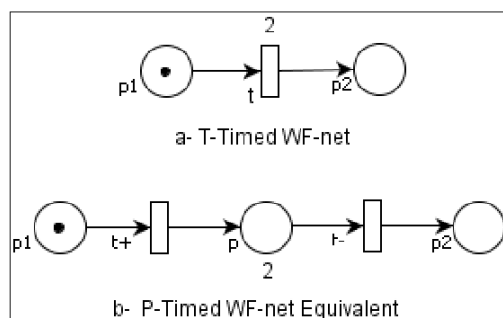 2
p1
t
p2
a- T-Timed WF-net
p1
t+
p
t-
p2
2
b- P-Timed WF-net Equivalent